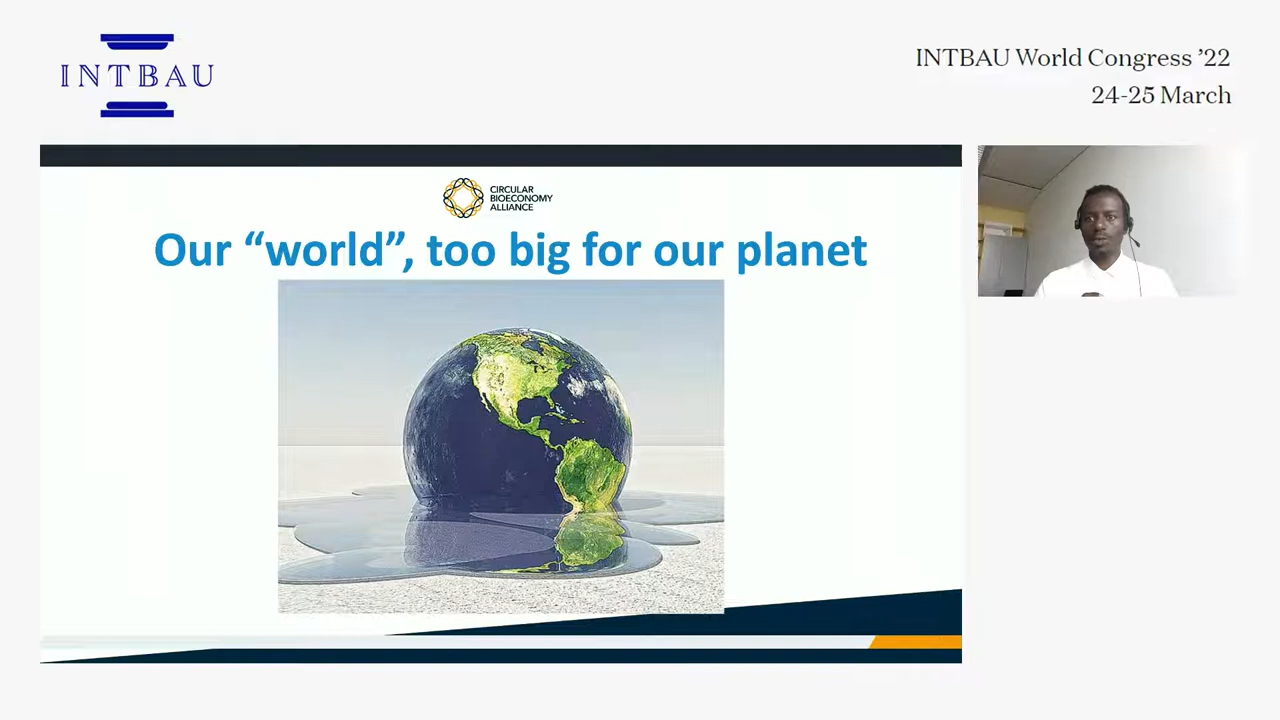 INTBAU
INTBAU World Congress ’22
24-25 March
CIRCULAR
BIOECONOMY
ALLIANCE
Our “world”, too big for our planet